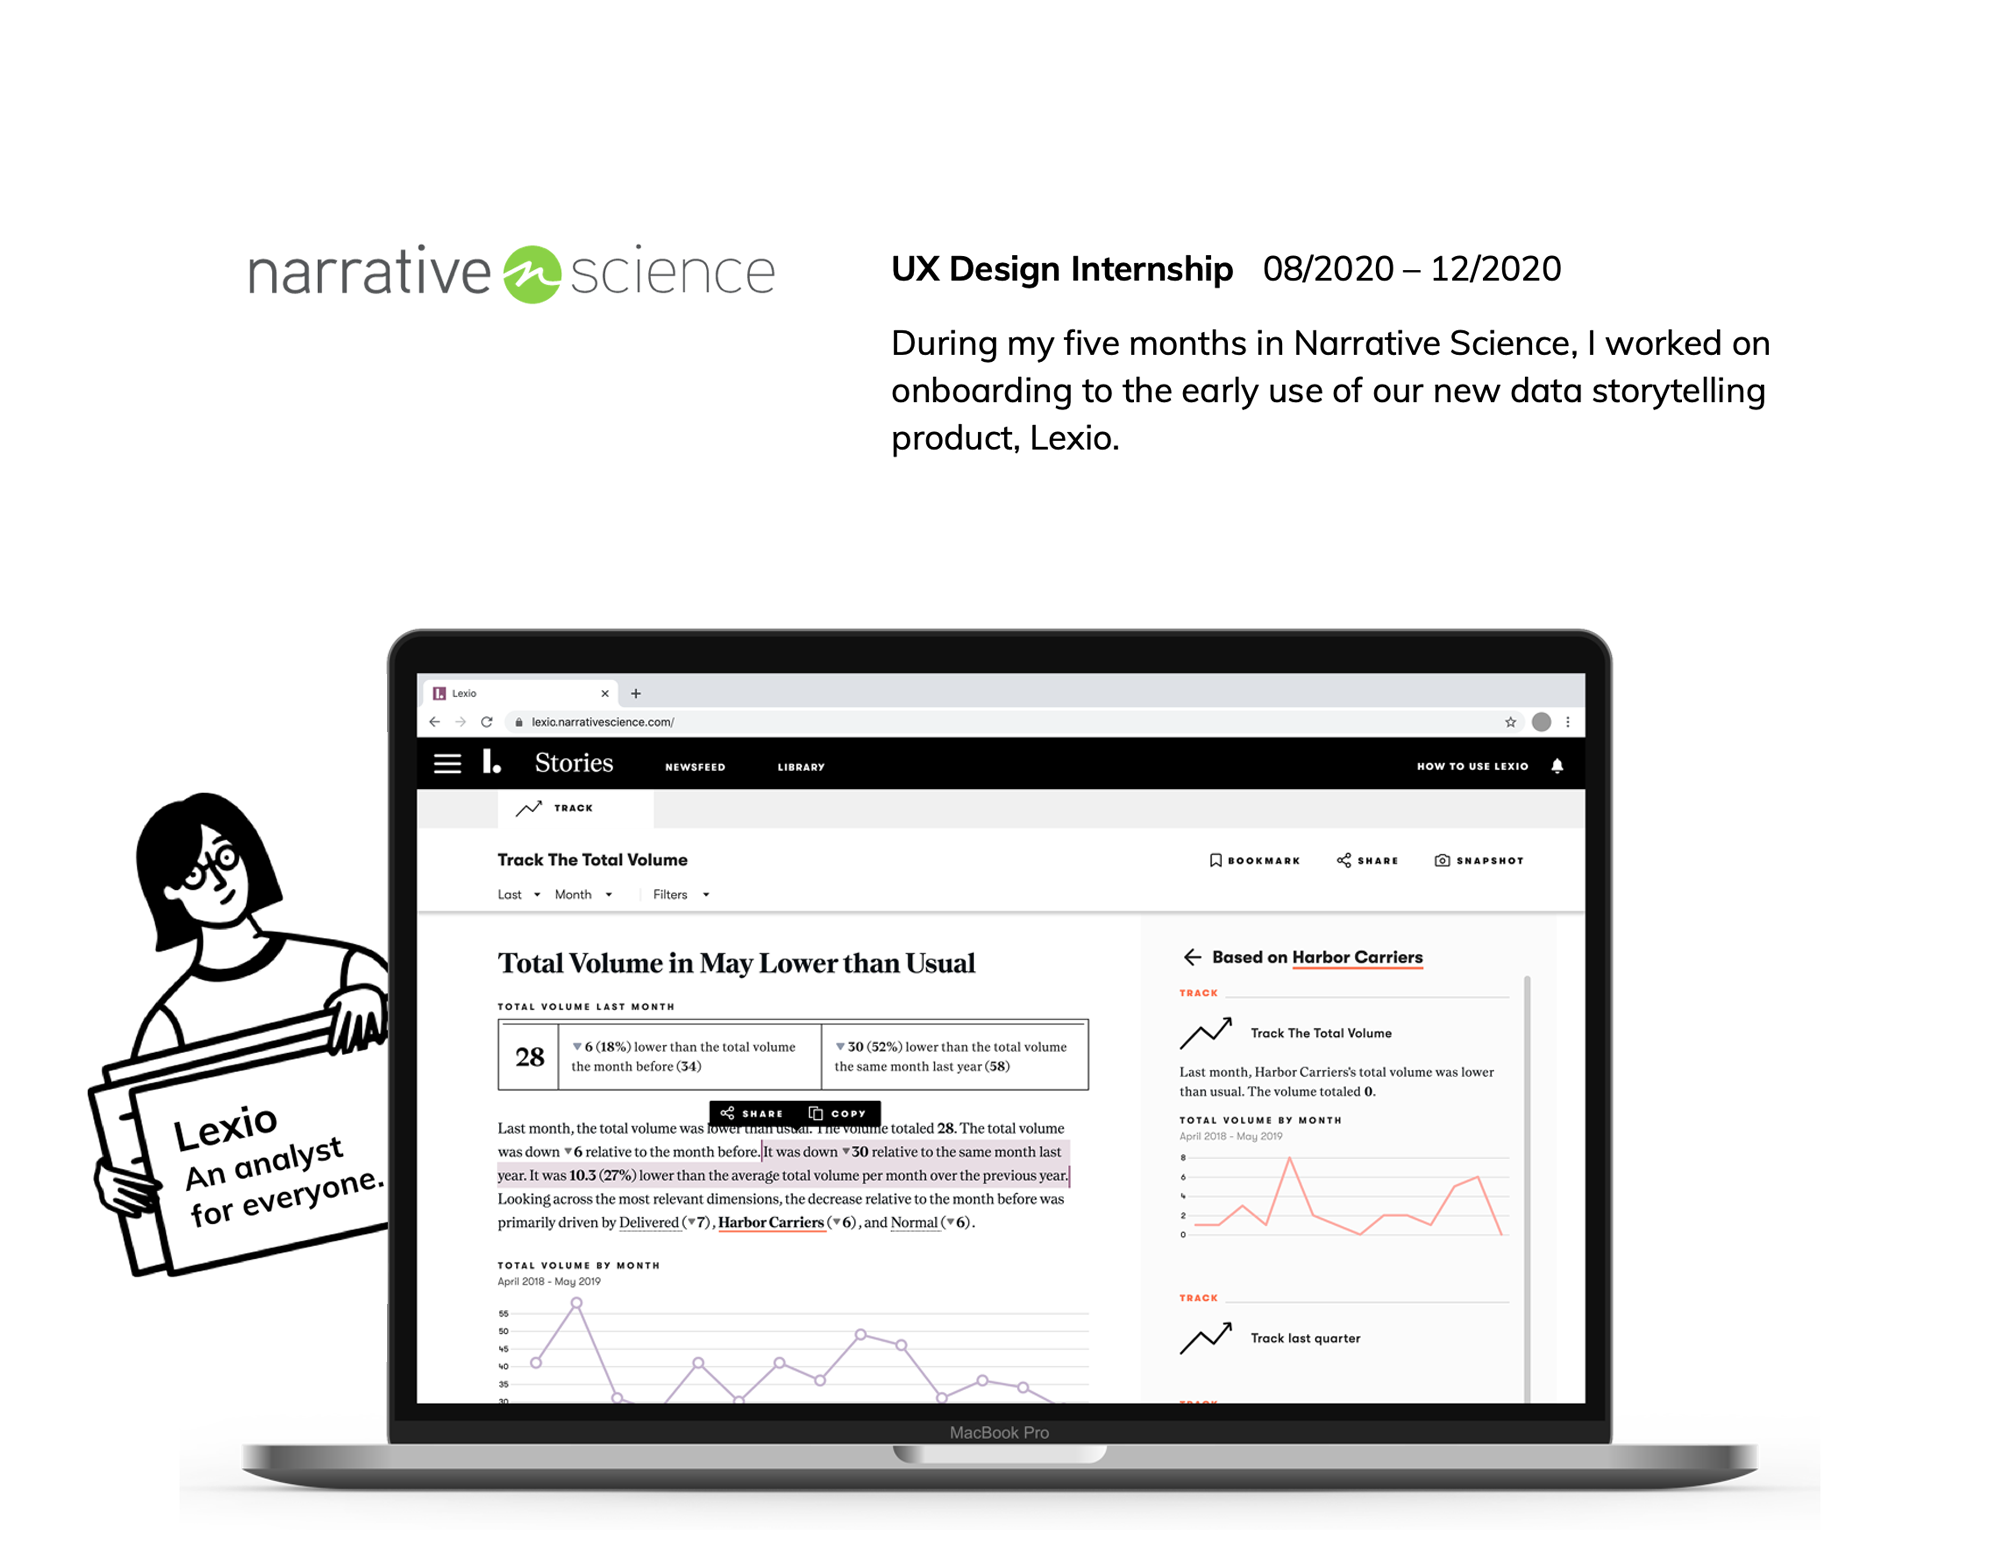 narrative n science
UX Design Internship 08/2020 – 12/2020
During my five months in Narrative Science, I worked on
onboarding to the early use of our new data storytelling
product, Lexio.
Lexio
lexio.narrativescience.com/
l. Stories NEWSFEED LIBRARY HOW TO USE LEXIO
TRACK
Track The Total Volume
BOOKMARK SHARE SNAPSHOT
Last Month Filters
Total Volume in May Lower than Usual
TOTAL VOLUME LAST MONTH
28
▼6 (18%) lower than the total volume
the month before (34)
▼30 (52%) lower than the total volume
the same month last year (58)
SHARE COPY
Last month, the total volume was lower than usual. The volume totaled 28. The total volume
was down ▼6 relative to the month before. It was down ▼30 relative to the same month last
year. It was 10.3 (27%) lower than the average total volume per month over the previous year.
Looking across the most relevant dimensions, the decrease relative to the month before was
primarily driven by Delivered (▼7), Harbor Carriers (▼6), and Normal (▼6).
TOTAL VOLUME BY MONTH
April 2018 - May 2019
55
50
45
40
35
30
Based on Harbor Carriers
TRACK
Track The Total Volume
Last month, Harbor Carriers's total volume was lower
than usual. The volume totaled 0.
TOTAL VOLUME BY MONTH
April 2018 - May 2019
8
6
4
2
0
TRACK
Track last quarter
TRACK
Lexio
An analyst
for everyone.
MacBook Pro